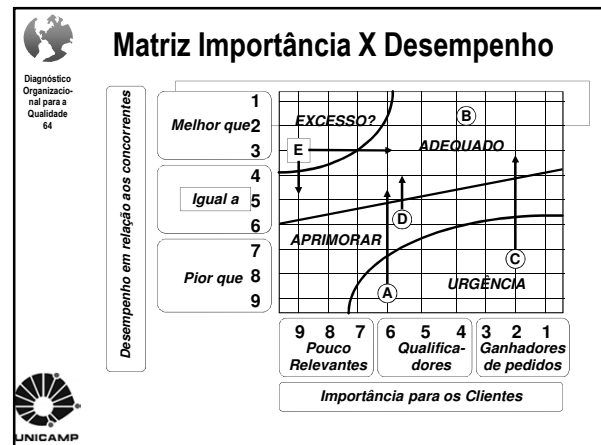 Matriz Importância X Desempenho
Diagnóstico
Organizacio-
nal para a
Qualidade
64
Desempenho em relação aos concorrentes
Melhor que
1
2
3
Igual a
4
5
6
Pior que
7
8
9
EXCESSO?
B
ADEQUADO
E
D
APRIMORAR
C
A
URGÊNCIA
9 8 7 6 5 4 3 2 1
Pouco
Relevantes
Qualifica-
dores
Ganhadores
de pedidos
Importância para os Clientes
UNICAMP